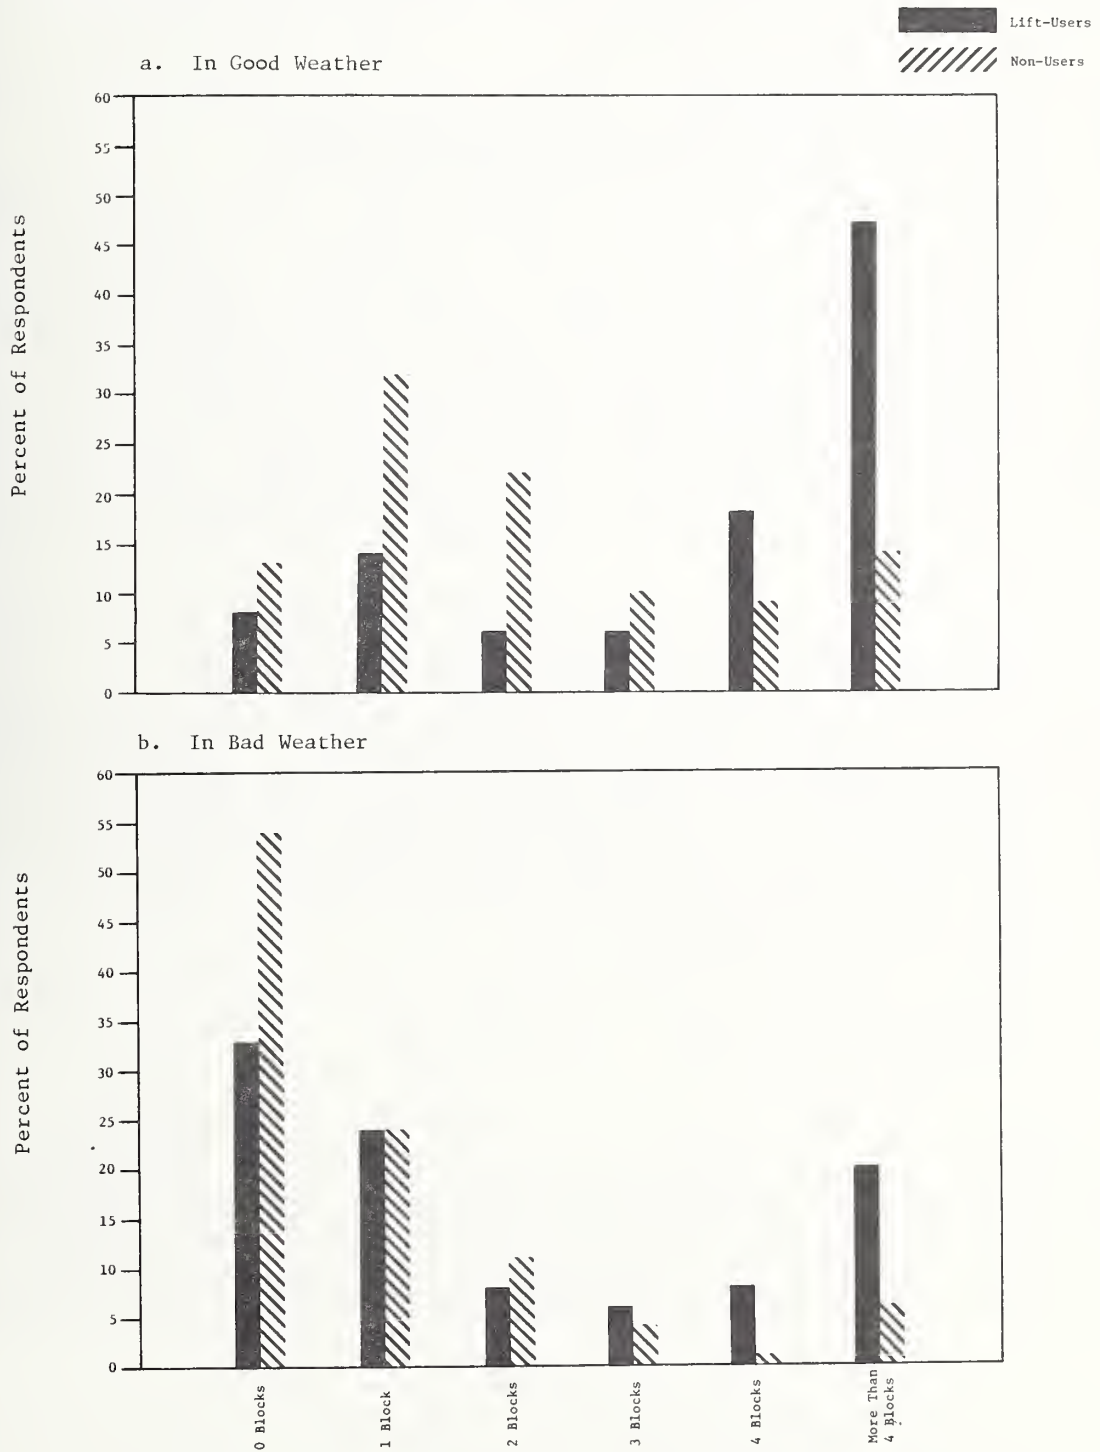 Lift-Users
Non-Users
a. In Good Weather
Percent of Respondents
60
55
50
45
40
35
30
25
20
15
10
5
0
b. In Bad Weather
Percent of Respondents
60
55
50
45
40
35
30
25
20
15
10
5
0
0 Blocks
1 Block
2 Blocks
3 Blocks
4 Blocks
More Than
4 Blocks